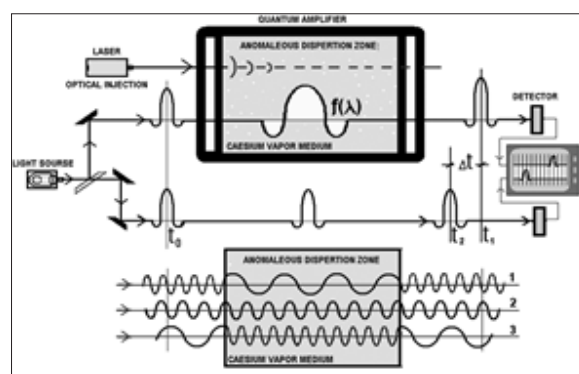 QUANTUM AMPLIFIER
LASER
OPTICAL INJECTION
ANOMALEOUS DISPERTION ZONE;
f(λ)
CAESIUM VAPOR MEDIUM
DETECTOR
LIGHT SOURSE
Δt
t₀
t₂
t₁
ANOMALEOUS DISPERTION ZONE
1
2
3
CAESIUM VAPOR MEDIUM